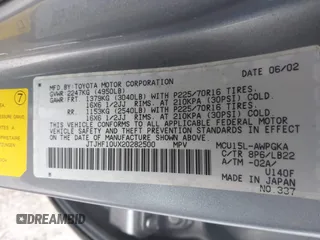 7
DATE 06/02
MFD. BY: TOYOTA MOTOR CORPORATION
GVWR 2247KG (4950LB)
GAWR FRT 1379KG (3040LB) WITH P225/70R16 TIRES,
16X6 1/2JJ RIMS, AT 210KPA (30PSI) COLD.
RR 1153KG (2540LB) WITH P225/70R16 TIRES,
16X6 1/2JJ RIMS, AT 210KPA (30PSI) COLD.
THIS VEHICLE CONFORMS TO ALL APPLICABLE
FEDERAL MOTOR VEHICLE SAFETY STANDARDS
IN EFFECT ON THE DATE OF MANUFACTURE
SHOWN ABOVE.
JTJHF10UX20282500 MPV
MCU15L-AWPGKA
C/TR 8P6/LB22
A/TM -02A/
U140F
MADE IN JAPAN
NO.337
DREAMBID
dreambid.com